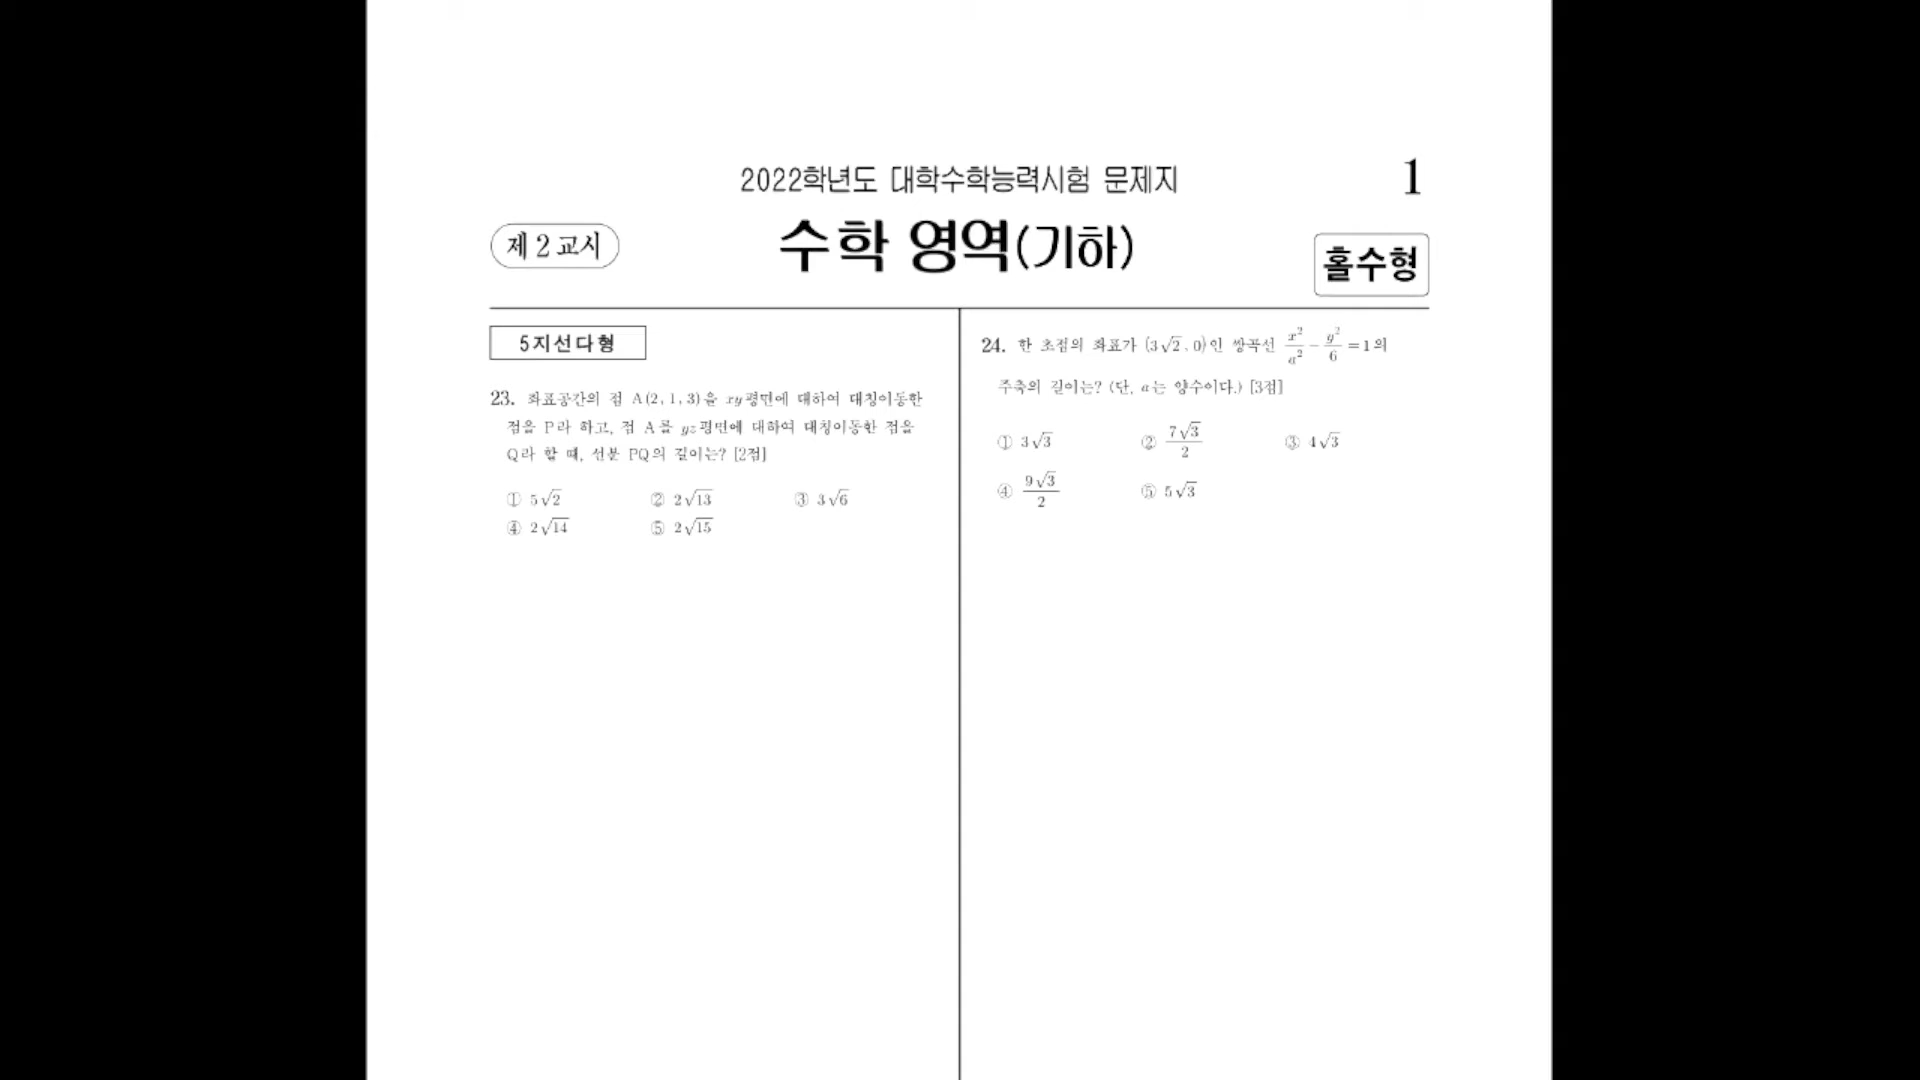 2022학년도 대학수학능력시험 문제지
1
제 2 교시
수학 영역(기하)
홀수형
5지선다형
23. 좌표공간의 점 A(2, 1, 3)을 xy평면에 대하여 대칭이동한
점을 P라 하고, 점 A를 yz평면에 대하여 대칭이동한 점을
Q라 할 때, 선분 PQ의 길이는? [2점]
① 5√2 ② 2√13 ③ 3√6
④ 2√14 ⑤ 2√15
24. 한 초점의 좌표가 (3√2, 0)인 쌍곡선 x²/a² − y²/6 = 1의
주축의 길이는? (단, a는 양수이다.) [3점]
① 3√3 ② 7√3/2 ③ 4√3
④ 9√3/2 ⑤ 5√3